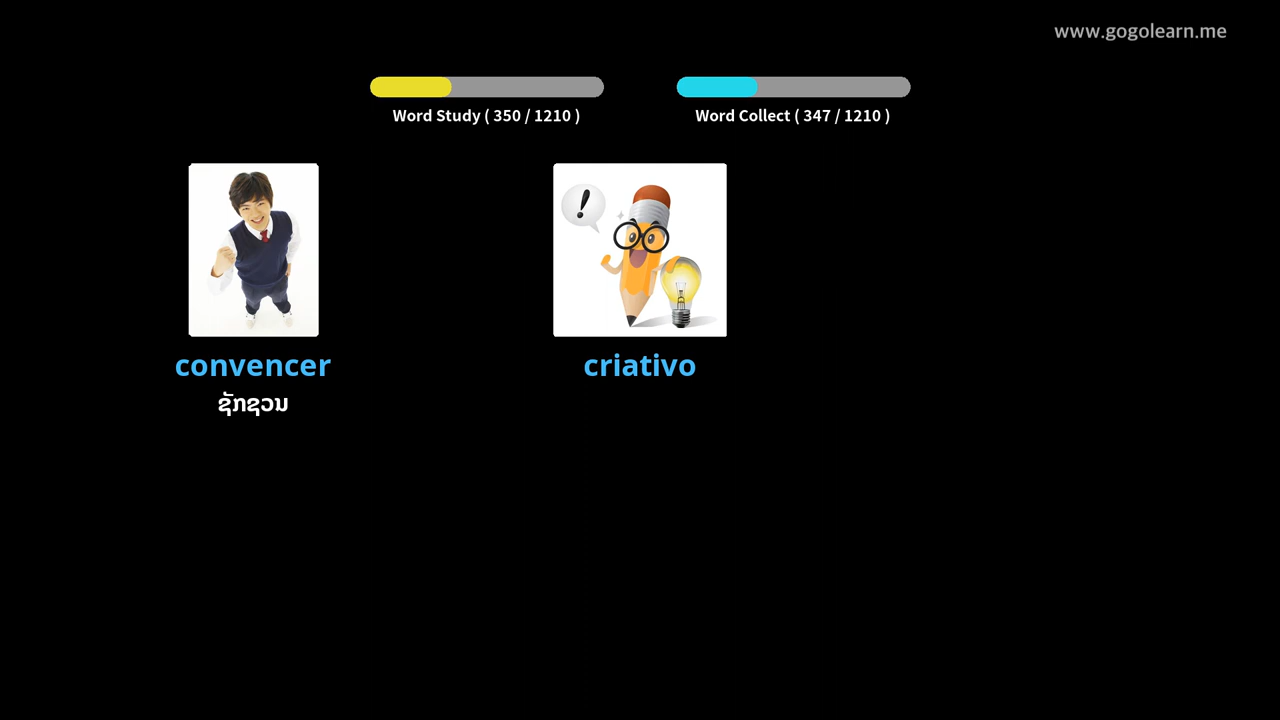 www.gogolearn.me
Word Study ( 350 / 1210 )
Word Collect ( 347 / 1210 )
!
convencer
criativo
ຊັກຊວນ